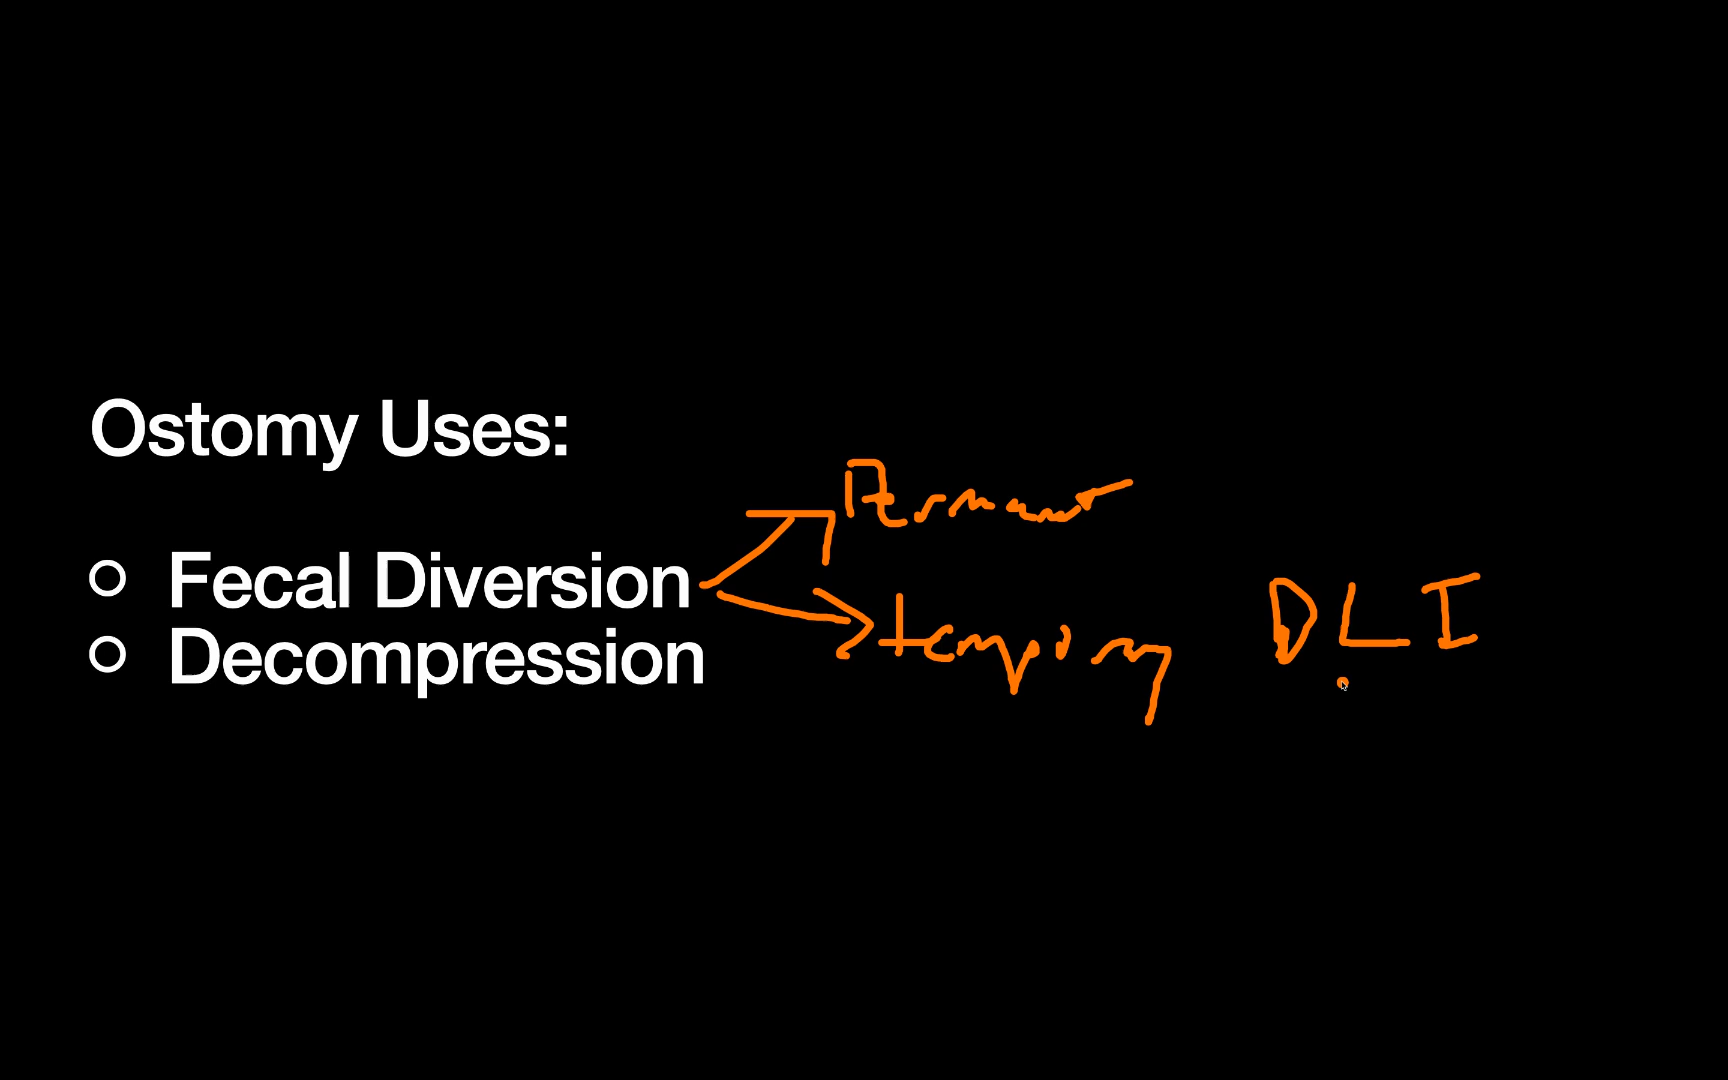 Ostomy Uses:
Permanent
○ Fecal Diversion
temporary DLI
○ Decompression